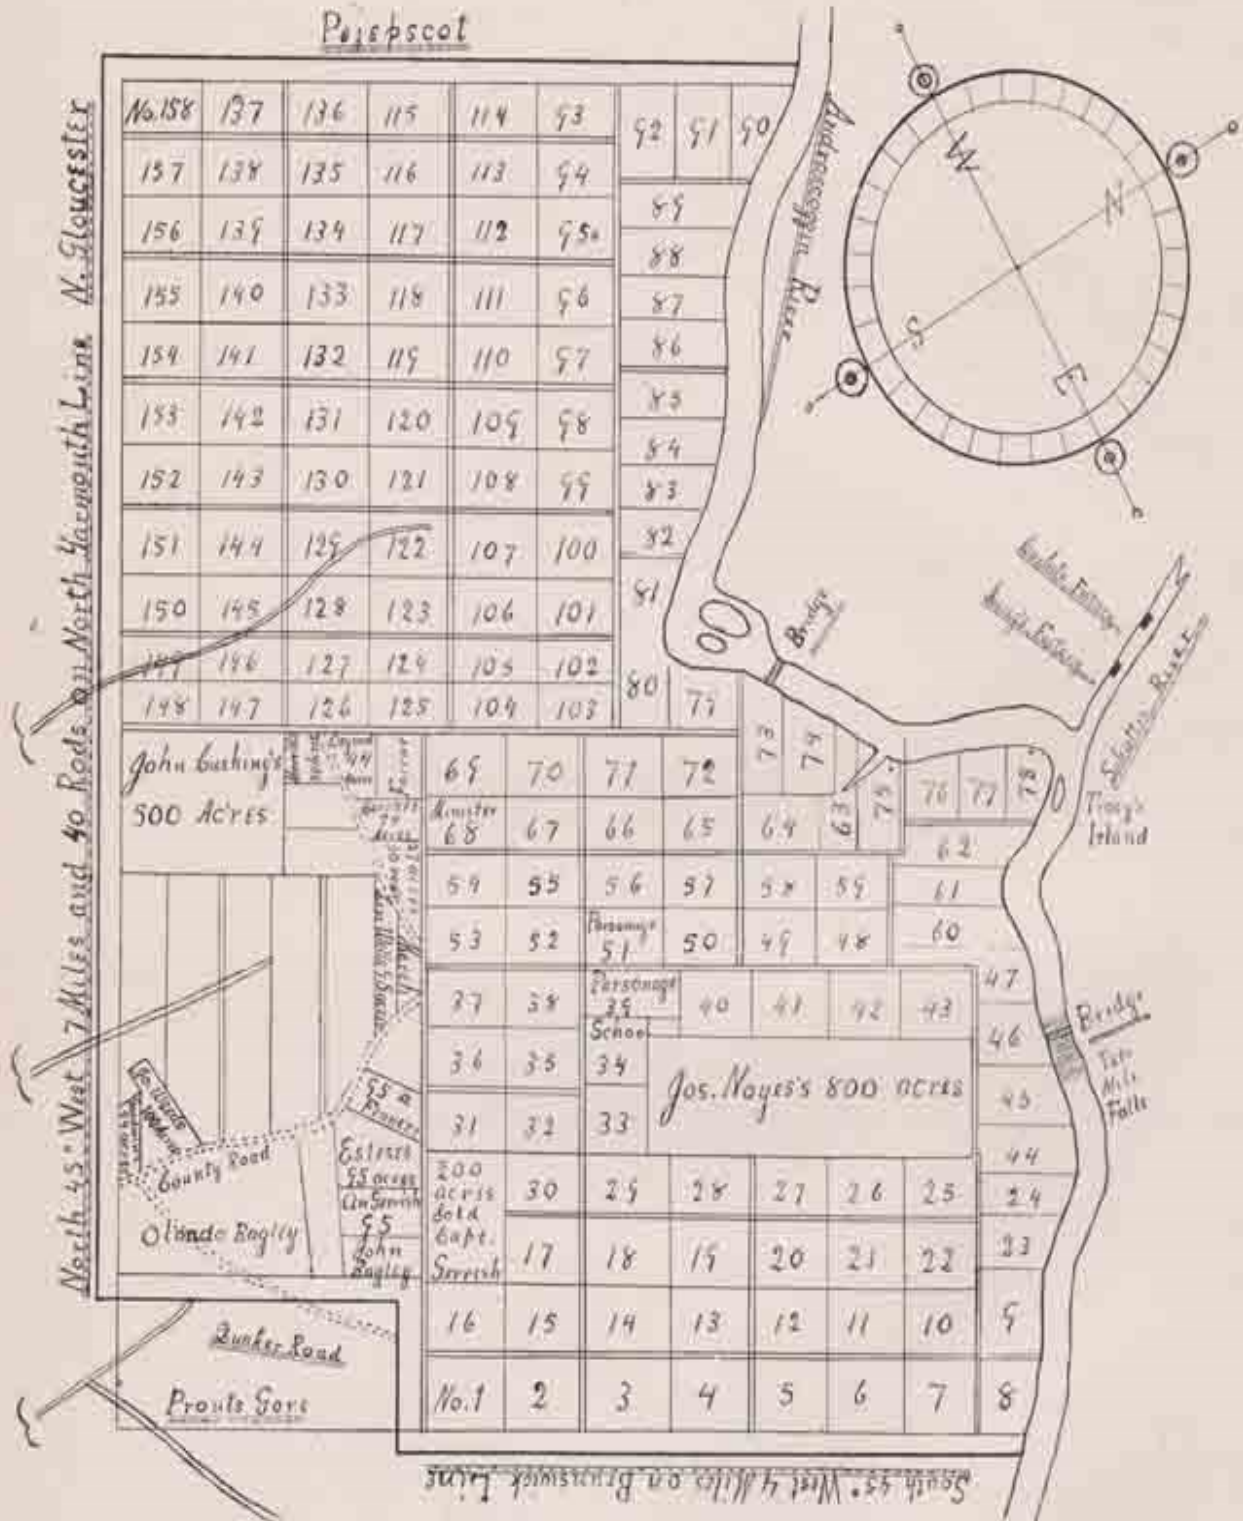 Pejepscot
N. Gloucester
North 45° West 7 Miles and 40 Rods on North Yarmouth Line
Androscoggin River
W
N
S
E
No.158 137 136 115 114 93
92 91 90
157 138 135 116 113 94
89
156 139 134 117 112 95
88
155 140 133 118 111 96
87
154 141 132 119 110 97
86
153 142 131 120 109 98
85
84
152 143 130 121 108 99
83
151 144 129 122 107 100
82
150 145 128 123 106 101
81
149 146 127 124 105 102
80
148 147 126 125 104 103
79
Bridge
River
Island
John Cushing's
500 Acres
69 70 71 72 73 74
Minister
68 67 66 65 64 63 75 76 77 78
62
54 55 56 57 58 59
61
53 52 Parsonage 51 50 49 48
60
47
37 38 Parsonage 39 40 41 42 43
46
Bridge
Mile
Falls
36 35 School 34
Jos. Noyes's 800 acres
45
31 32 33
44
95 a
County Road
Olando Bagley
95 acres
95
John
Bagley
200
acres
Sold
Capt.
30 29 28 27 26 25 24
17 18 19 20 21 22 23
16 15 14 13 12 11 10 9
No.1 2 3 4 5 6 7 8
Dunker Road
Prouts Gore
South 45° West 4 Miles on Brunswick Line